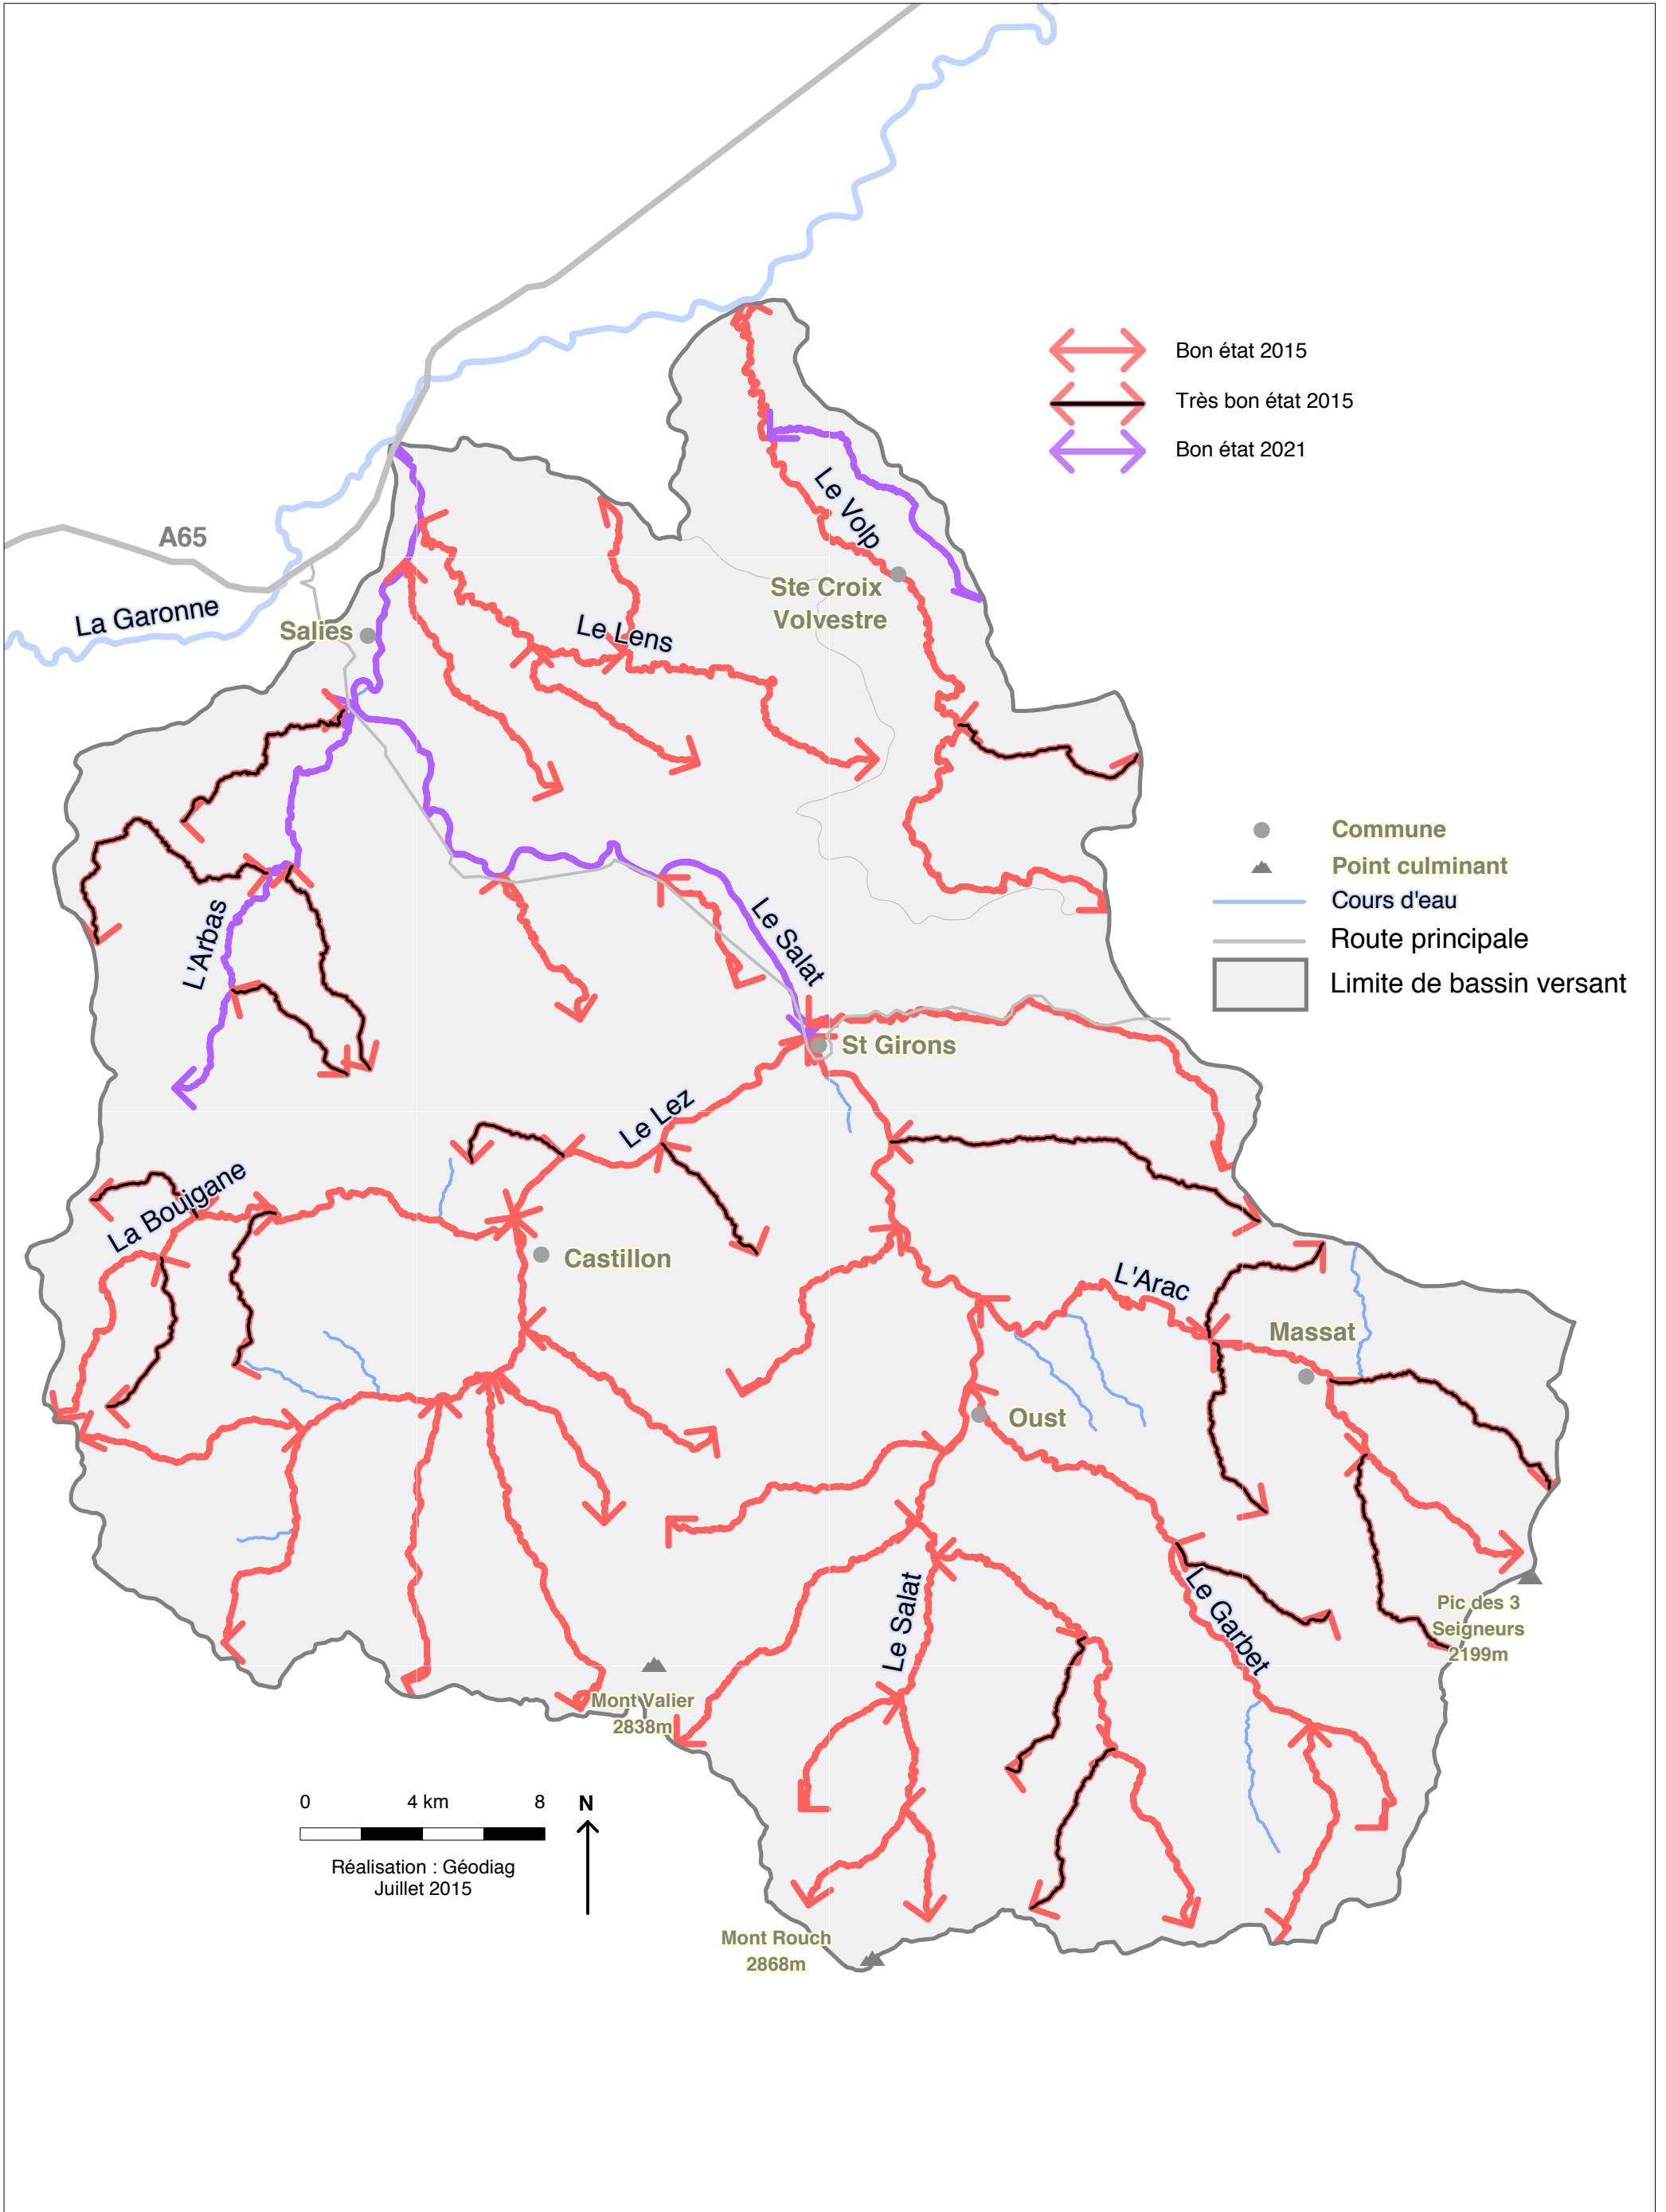 Bon état 2015
Très bon état 2015
Bon état 2021
Le Volp
A65
Ste Croix
Volvestre
La Garonne
Salies
Le Lens
Commune
Point culminant
Cours d'eau
Route principale
Limite de bassin versant
L'Arbas
Le Salat
St Girons
Le Lez
La Bouigane
Castillon
L'Arac
Massat
Oust
Le Salat
Le Garbet
Pic des 3
Seigneurs
2199m
Mont Valier
2838m
0 4 km 8 N
Réalisation : Géodiag
Juillet 2015
Mont Rouch
2868m